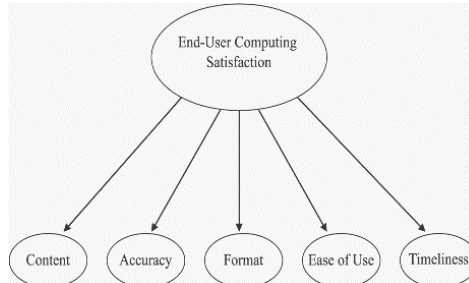 End-User Computing
Satisfaction
Content
Accuracy
Format
Ease of Use
Timeliness